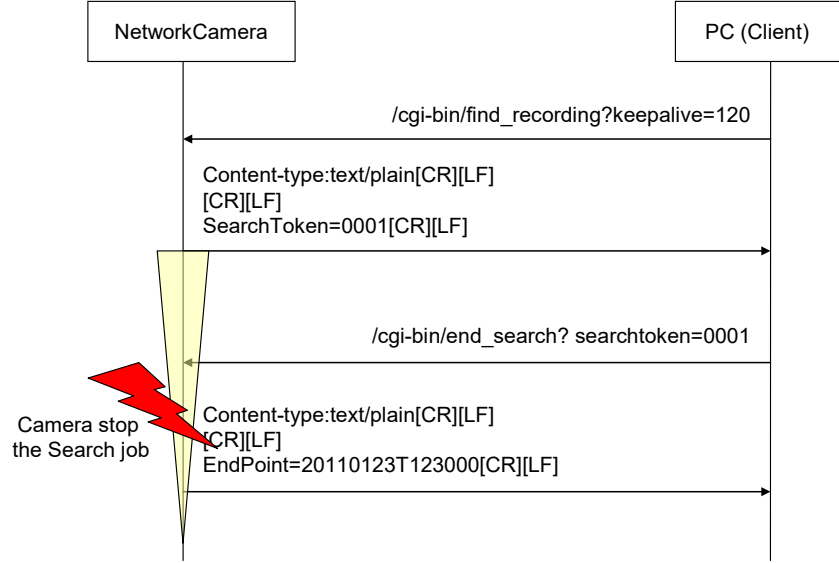 NetworkCamera
PC (Client)
/cgi-bin/find_recording?keepalive=120
Content-type:text/plain[CR][LF]
[CR][LF]
SearchToken=0001[CR][LF]
/cgi-bin/end_search? searchtoken=0001
Camera stop
the Search job
Content-type:text/plain[CR][LF]
[CR][LF]
EndPoint=20110123T123000[CR][LF]